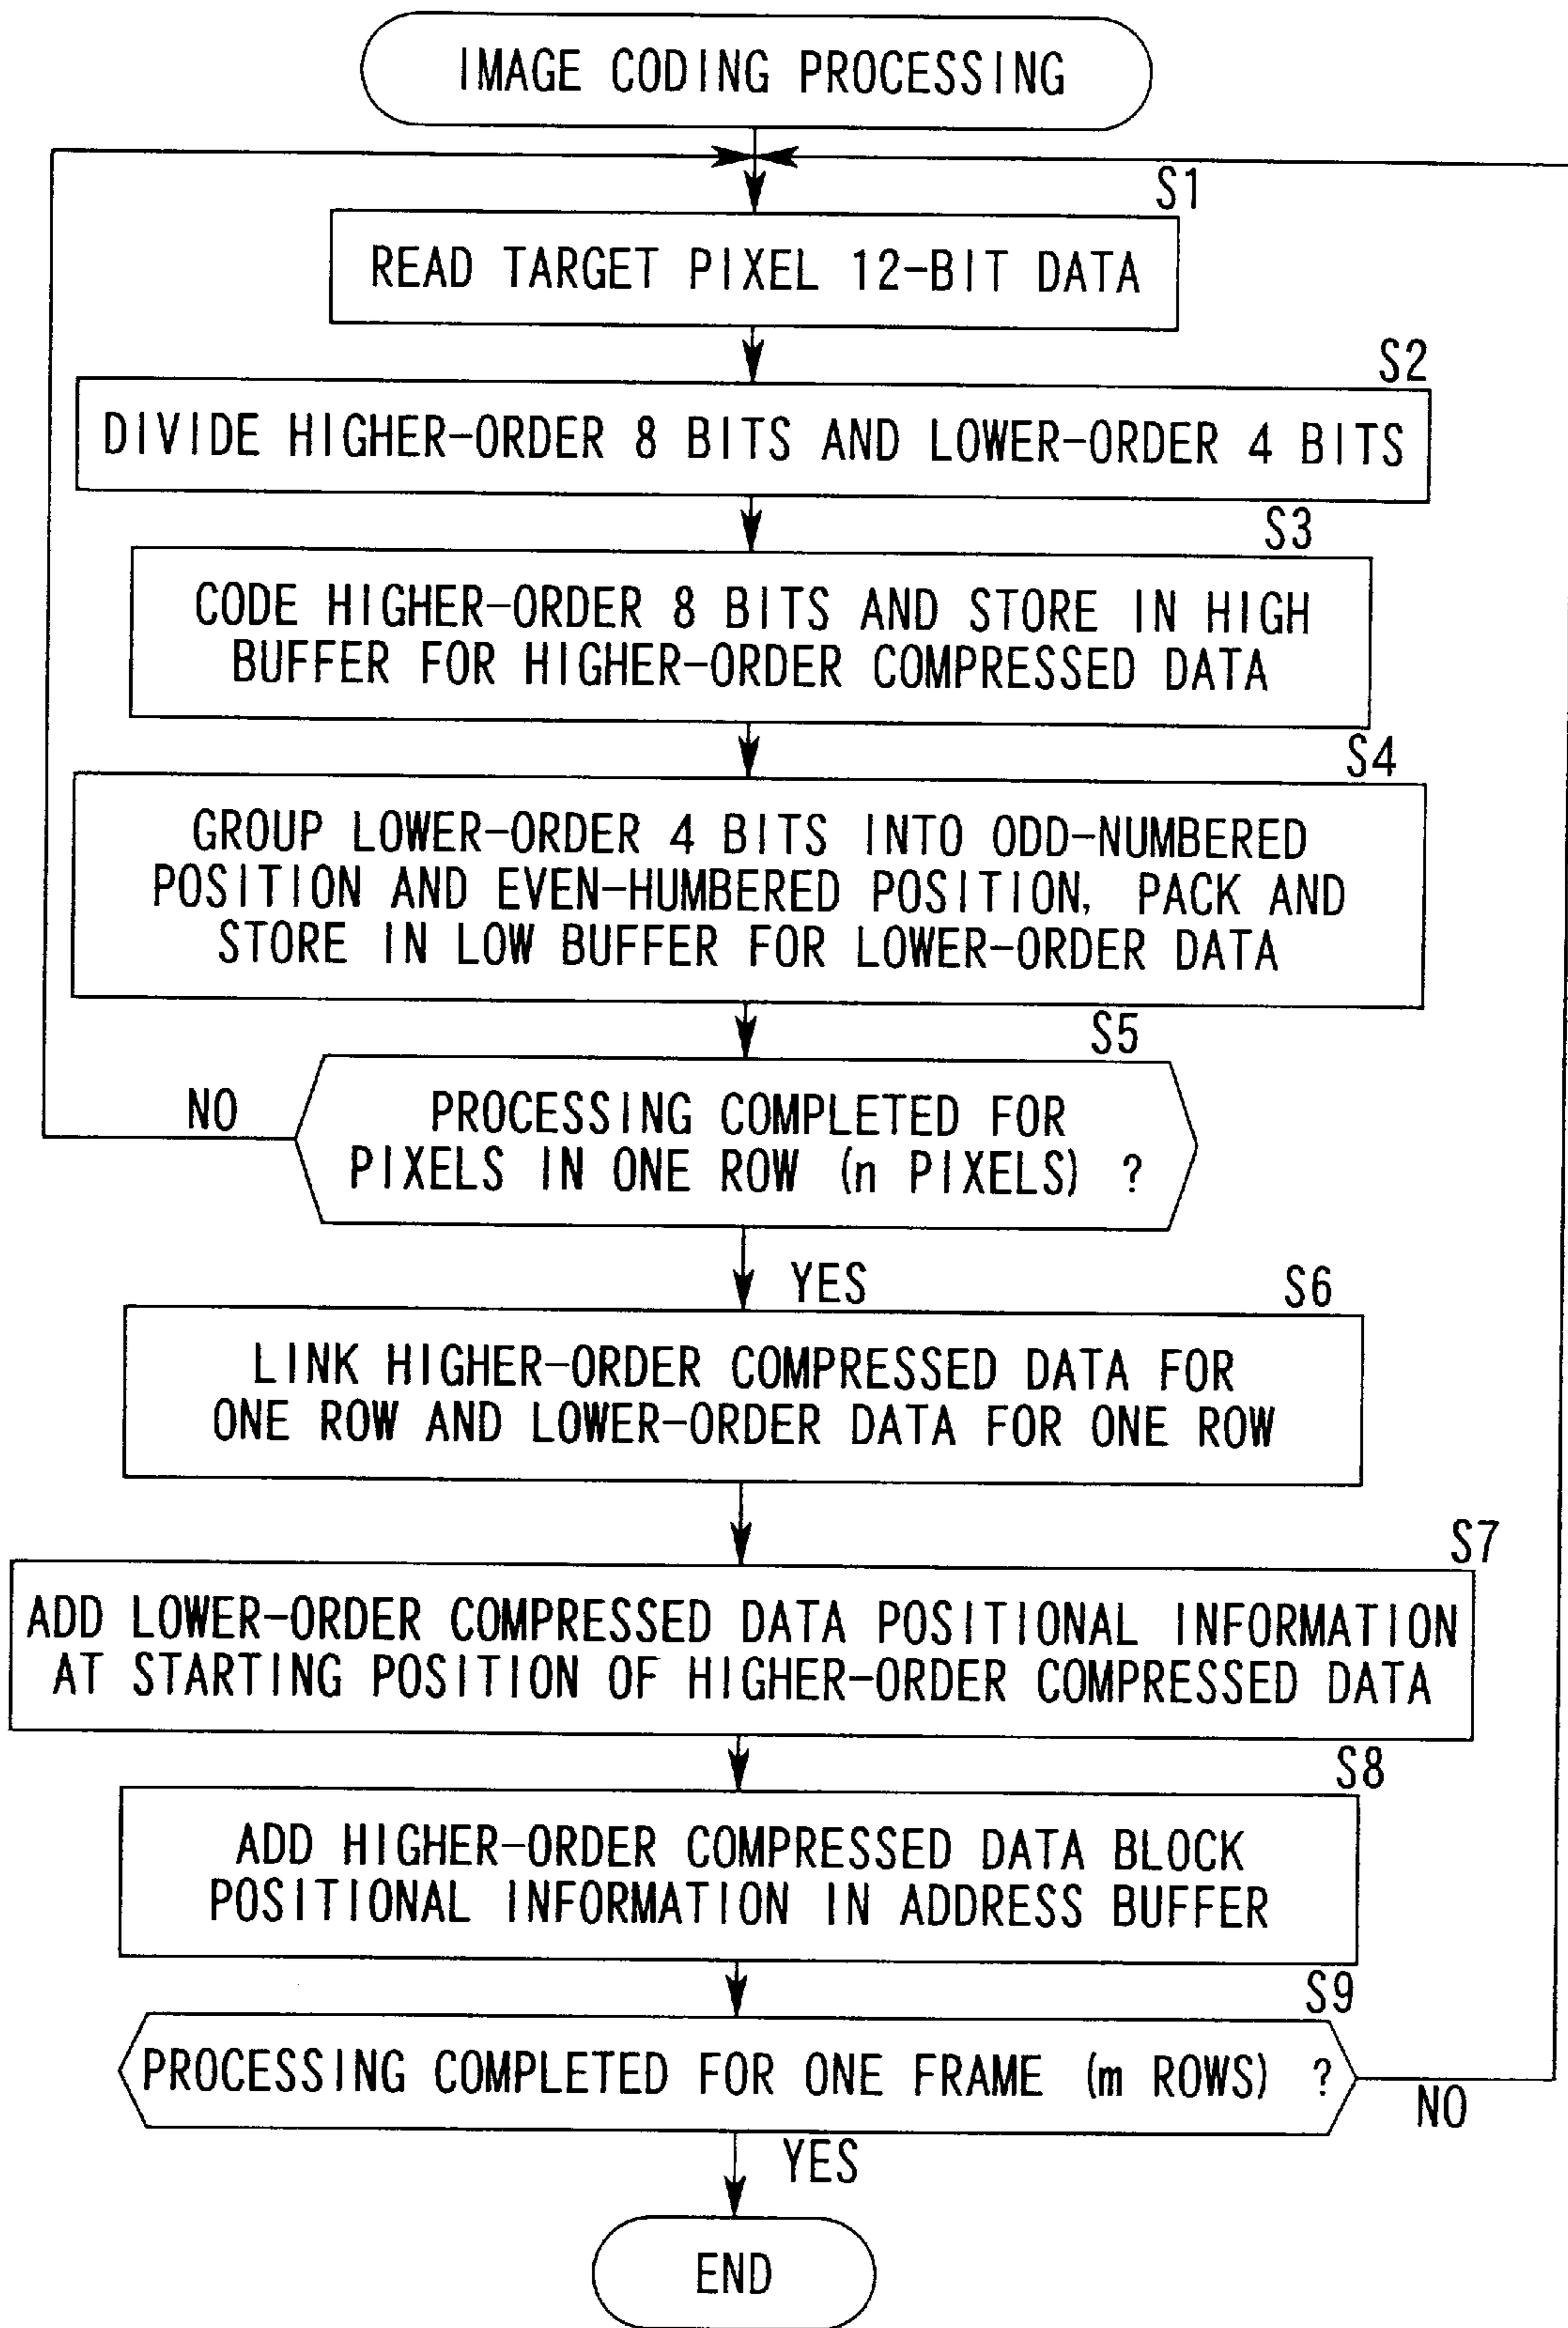 IMAGE CODING PROCESSING
S1
READ TARGET PIXEL 12-BIT DATA
S2
DIVIDE HIGHER-ORDER 8 BITS AND LOWER-ORDER 4 BITS
S3
CODE HIGHER-ORDER 8 BITS AND STORE IN HIGH
BUFFER FOR HIGHER-ORDER COMPRESSED DATA
S4
GROUP LOWER-ORDER 4 BITS INTO ODD-NUMBERED
POSITION AND EVEN-HUMBERED POSITION, PACK AND
STORE IN LOW BUFFER FOR LOWER-ORDER DATA
S5
NO
PROCESSING COMPLETED FOR
PIXELS IN ONE ROW (n PIXELS) ?
YES
S6
LINK HIGHER-ORDER COMPRESSED DATA FOR
ONE ROW AND LOWER-ORDER DATA FOR ONE ROW
S7
ADD LOWER-ORDER COMPRESSED DATA POSITIONAL INFORMATION
AT STARTING POSITION OF HIGHER-ORDER COMPRESSED DATA
S8
ADD HIGHER-ORDER COMPRESSED DATA BLOCK
POSITIONAL INFORMATION IN ADDRESS BUFFER
S9
PROCESSING COMPLETED FOR ONE FRAME (m ROWS) ?
NO
YES
END